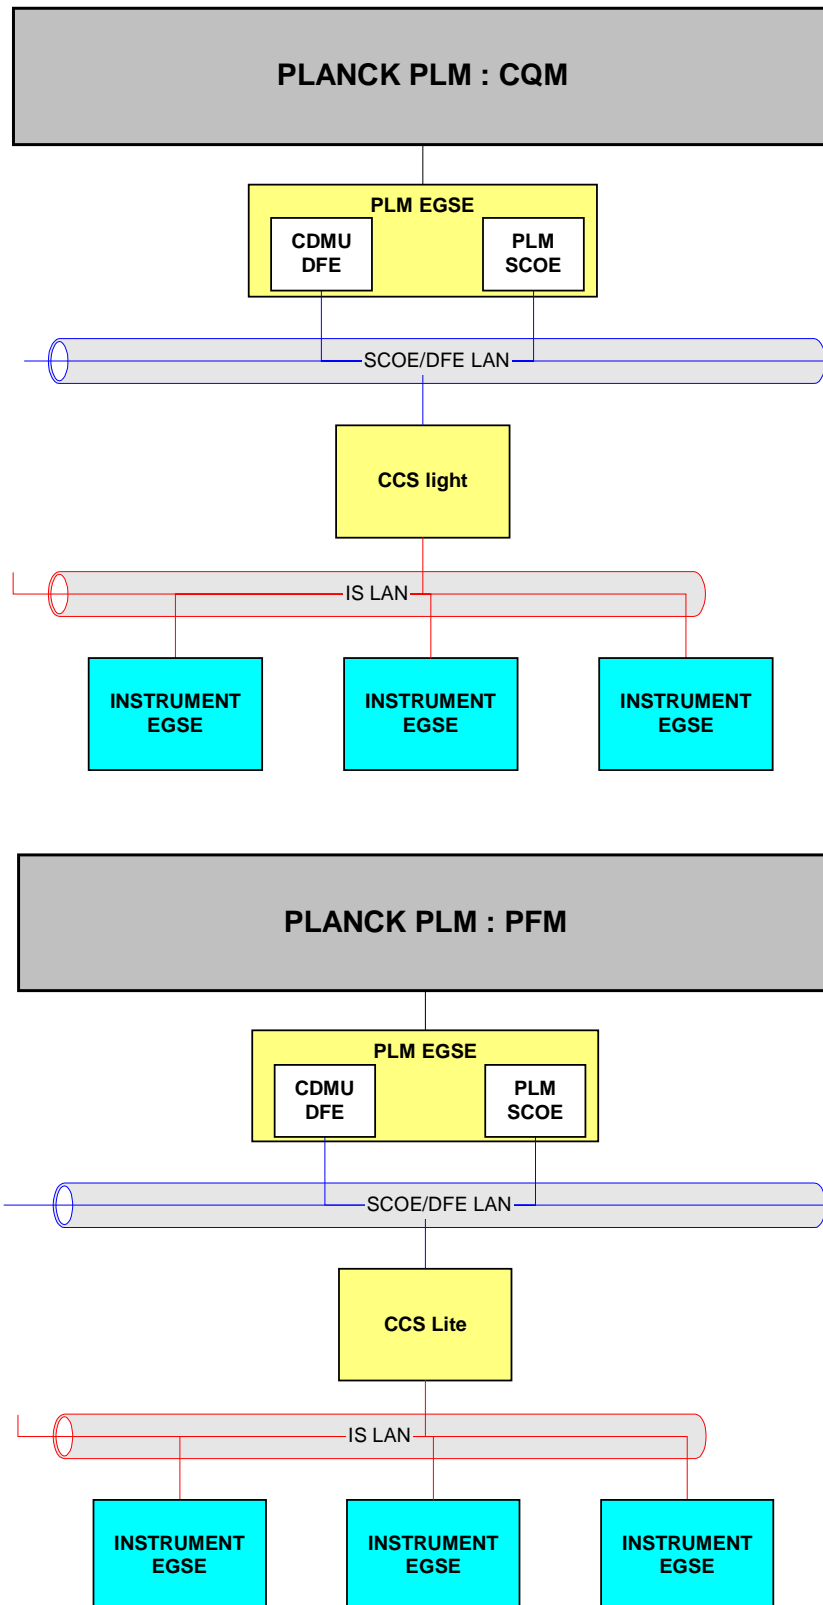 PLANCK PLM : CQM
PLM EGSE
CDMU
DFE
PLM
SCOE
SCOE/DFE LAN
CCS light
IS LAN
INSTRUMENT
EGSE
INSTRUMENT
EGSE
INSTRUMENT
EGSE
PLANCK PLM : PFM
PLM EGSE
CDMU
DFE
PLM
SCOE
SCOE/DFE LAN
CCS Lite
IS LAN
INSTRUMENT
EGSE
INSTRUMENT
EGSE
INSTRUMENT
EGSE